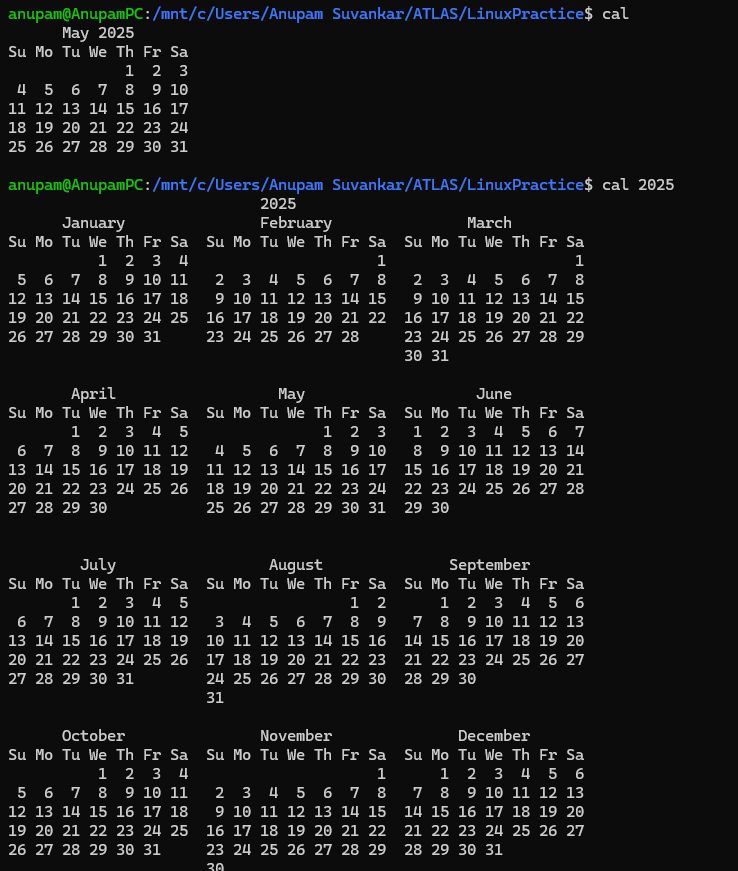 anupam@AnupamPC:/mnt/c/Users/Anupam Suvankar/ATLAS/LinuxPractice$ cal
      May 2025
Su Mo Tu We Th Fr Sa
             1  2  3
 4  5  6  7  8  9 10
11 12 13 14 15 16 17
18 19 20 21 22 23 24
25 26 27 28 29 30 31

anupam@AnupamPC:/mnt/c/Users/Anupam Suvankar/ATLAS/LinuxPractice$ cal 2025
                            2025
      January               February               March
Su Mo Tu We Th Fr Sa  Su Mo Tu We Th Fr Sa  Su Mo Tu We Th Fr Sa
          1  2  3  4                     1                     1
 5  6  7  8  9 10 11   2  3  4  5  6  7  8   2  3  4  5  6  7  8
12 13 14 15 16 17 18   9 10 11 12 13 14 15   9 10 11 12 13 14 15
19 20 21 22 23 24 25  16 17 18 19 20 21 22  16 17 18 19 20 21 22
26 27 28 29 30 31     23 24 25 26 27 28     23 24 25 26 27 28 29
                                            30 31

       April                  May                   June
Su Mo Tu We Th Fr Sa  Su Mo Tu We Th Fr Sa  Su Mo Tu We Th Fr Sa
       1  2  3  4  5               1  2  3   1  2  3  4  5  6  7
 6  7  8  9 10 11 12   4  5  6  7  8  9 10   8  9 10 11 12 13 14
13 14 15 16 17 18 19  11 12 13 14 15 16 17  15 16 17 18 19 20 21
20 21 22 23 24 25 26  18 19 20 21 22 23 24  22 23 24 25 26 27 28
27 28 29 30           25 26 27 28 29 30 31  29 30

        July                 August              September
Su Mo Tu We Th Fr Sa  Su Mo Tu We Th Fr Sa  Su Mo Tu We Th Fr Sa
       1  2  3  4  5                  1  2      1  2  3  4  5  6
 6  7  8  9 10 11 12   3  4  5  6  7  8  9   7  8  9 10 11 12 13
13 14 15 16 17 18 19  10 11 12 13 14 15 16  14 15 16 17 18 19 20
20 21 22 23 24 25 26  17 18 19 20 21 22 23  21 22 23 24 25 26 27
27 28 29 30 31        24 25 26 27 28 29 30  28 29 30
                      31

      October               November              December
Su Mo Tu We Th Fr Sa  Su Mo Tu We Th Fr Sa  Su Mo Tu We Th Fr Sa
          1  2  3  4                     1      1  2  3  4  5  6
 5  6  7  8  9 10 11   2  3  4  5  6  7  8   7  8  9 10 11 12 13
12 13 14 15 16 17 18   9 10 11 12 13 14 15  14 15 16 17 18 19 20
19 20 21 22 23 24 25  16 17 18 19 20 21 22  21 22 23 24 25 26 27
26 27 28 29 30 31     23 24 25 26 27 28 29  28 29 30 31
                      30